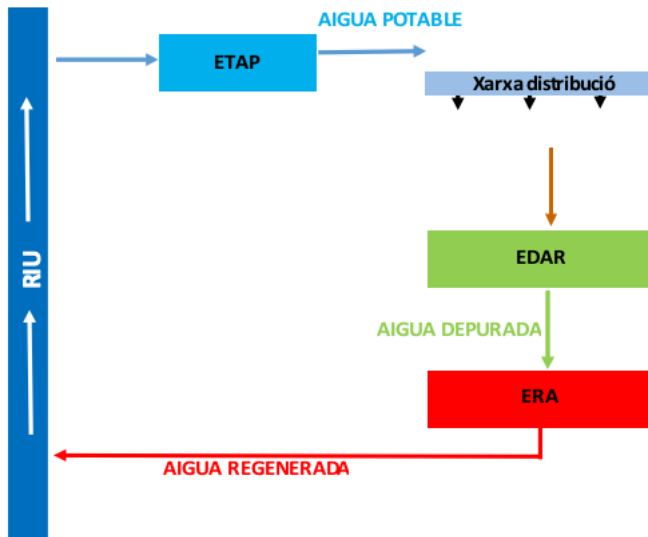 AIGUA POTABLE
ETAP
Xarxa distribució
RIU
EDAR
AIGUA DEPURADA
ERA
AIGUA REGENERADA